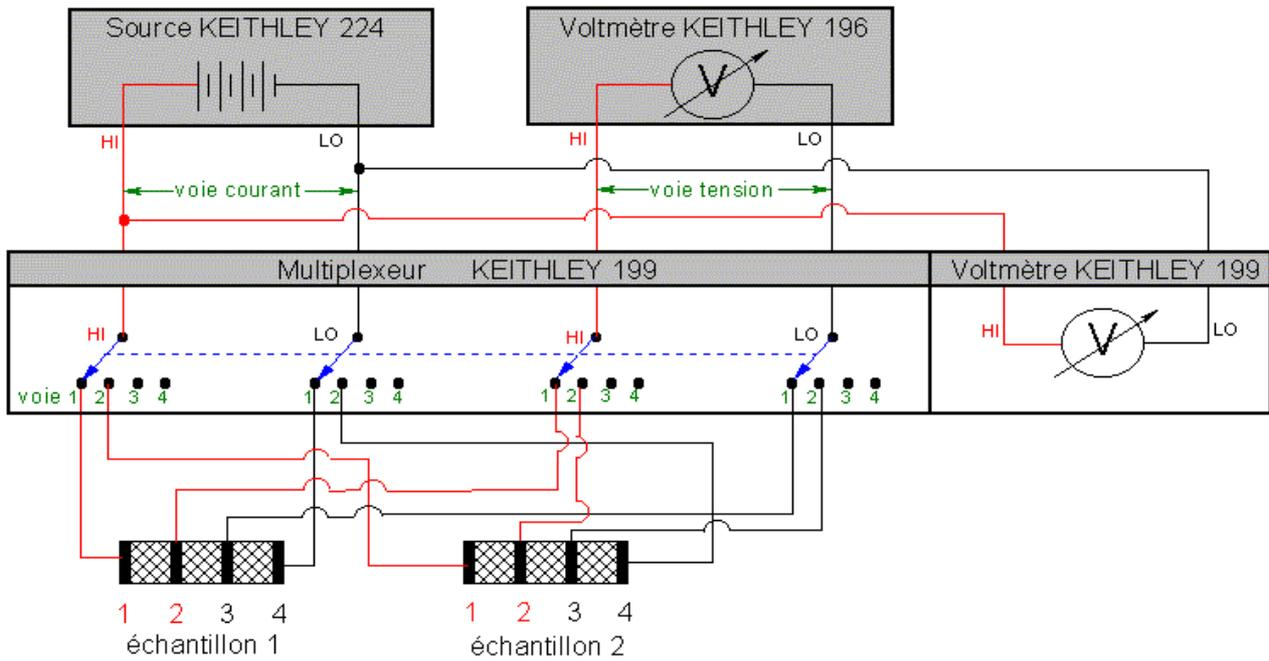 Source KEITHLEY 224
Voltmètre KEITHLEY 196
V
HI
LO
HI
LO
voie courant
voie tension
Multiplexeur KEITHLEY 199
Voltmètre KEITHLEY 199
HI
LO
HI
LO
HI
V
LO
voie 1 2 3 4
1 2 3 4
1 2 3 4
1 2 3 4
1 2 3 4
1 2 3 4
échantillon 1
échantillon 2